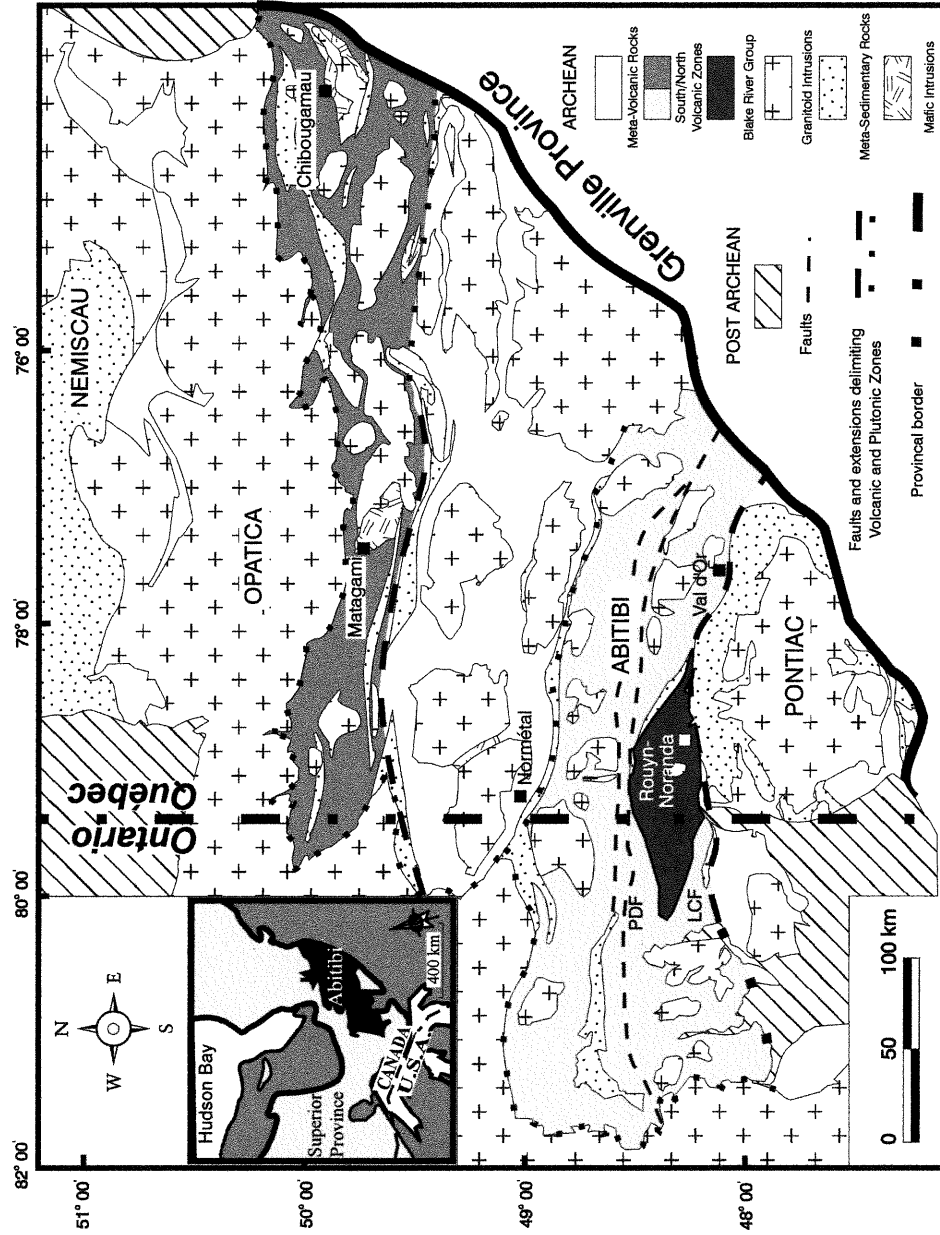 82° 00'
80° 00'
78° 00'
76° 00'
51° 00'
50° 00'
49° 00'
48° 00'
N
W
E
S
Hudson Bay
Superior
Province
Abitibi
CANADA
U.S.A.
400 km
Ontario
Québec
NEMISCAU
OPATICA
Matagami
Chibougamau
Normétal
ABITIBI
Rouyn-
Noranda
PDF
LCF
Val d'Or
PONTIAC
Grenville Province
0
50
100 km
ARCHEAN
Meta-Volcanic Rocks
South/North
Volcanic Zones
Blake River Group
Granitoid Intrusions
Meta-Sedimentary Rocks
Mafic Intrusions
POST ARCHEAN
Faults
Faults and extensions delimiting
Volcanic and Plutonic Zones
Provincal border